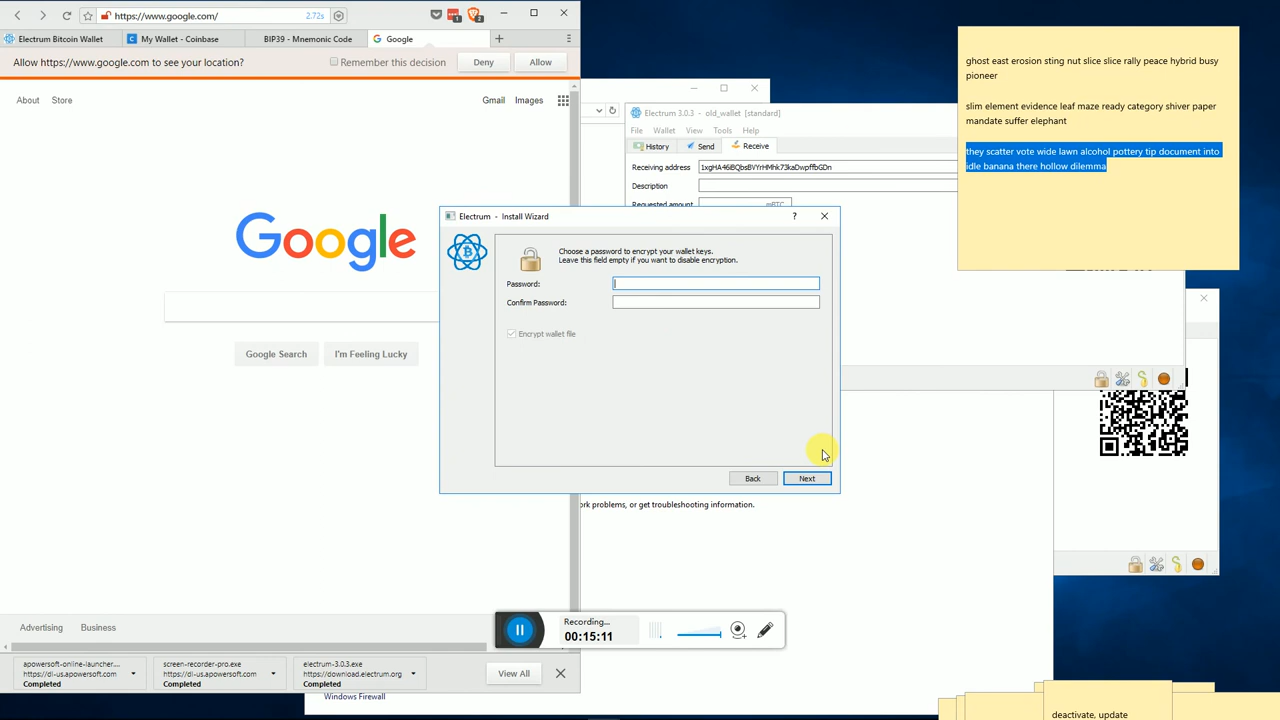 https://www.google.com/
2.72s
Electrum Bitcoin Wallet
My Wallet - Coinbase
BIP39 - Mnemonic Code
Google
Allow https://www.google.com to see your location?
Remember this decision
Deny
Allow
About
Store
Gmail
Images
Google
Google Search
I'm Feeling Lucky
Advertising
Business
apowersoft-online-launcher....
https://dl-us.apowersoft.com
Completed
screen-recorder-pro.exe
https://dl-us.apowersoft.com
Completed
electrum-3.0.3.exe
https://download.electrum.org
Completed
View All
Windows Firewall
Electrum 3.0.3 - old_wallet [standard]
File
Wallet
View
Tools
Help
History
Send
Receive
Receiving address
Description
Requested amount
mBTC
Electrum - Install Wizard
?
Choose a password to encrypt your wallet keys.
Leave this field empty if you want to disable encryption.
Password:
Confirm Password:
Encrypt wallet file
Back
Next
rk problems, or get troubleshooting information.
Recording...
00:15:11
ghost east erosion sting nut slice slice rally peace hybrid busy
pioneer
slim element evidence leaf maze ready category shiver paper
mandate suffer elephant
they scatter vote wide lawn alcohol pottery tip document into
idle banana there hollow dilemma
deactivate, update